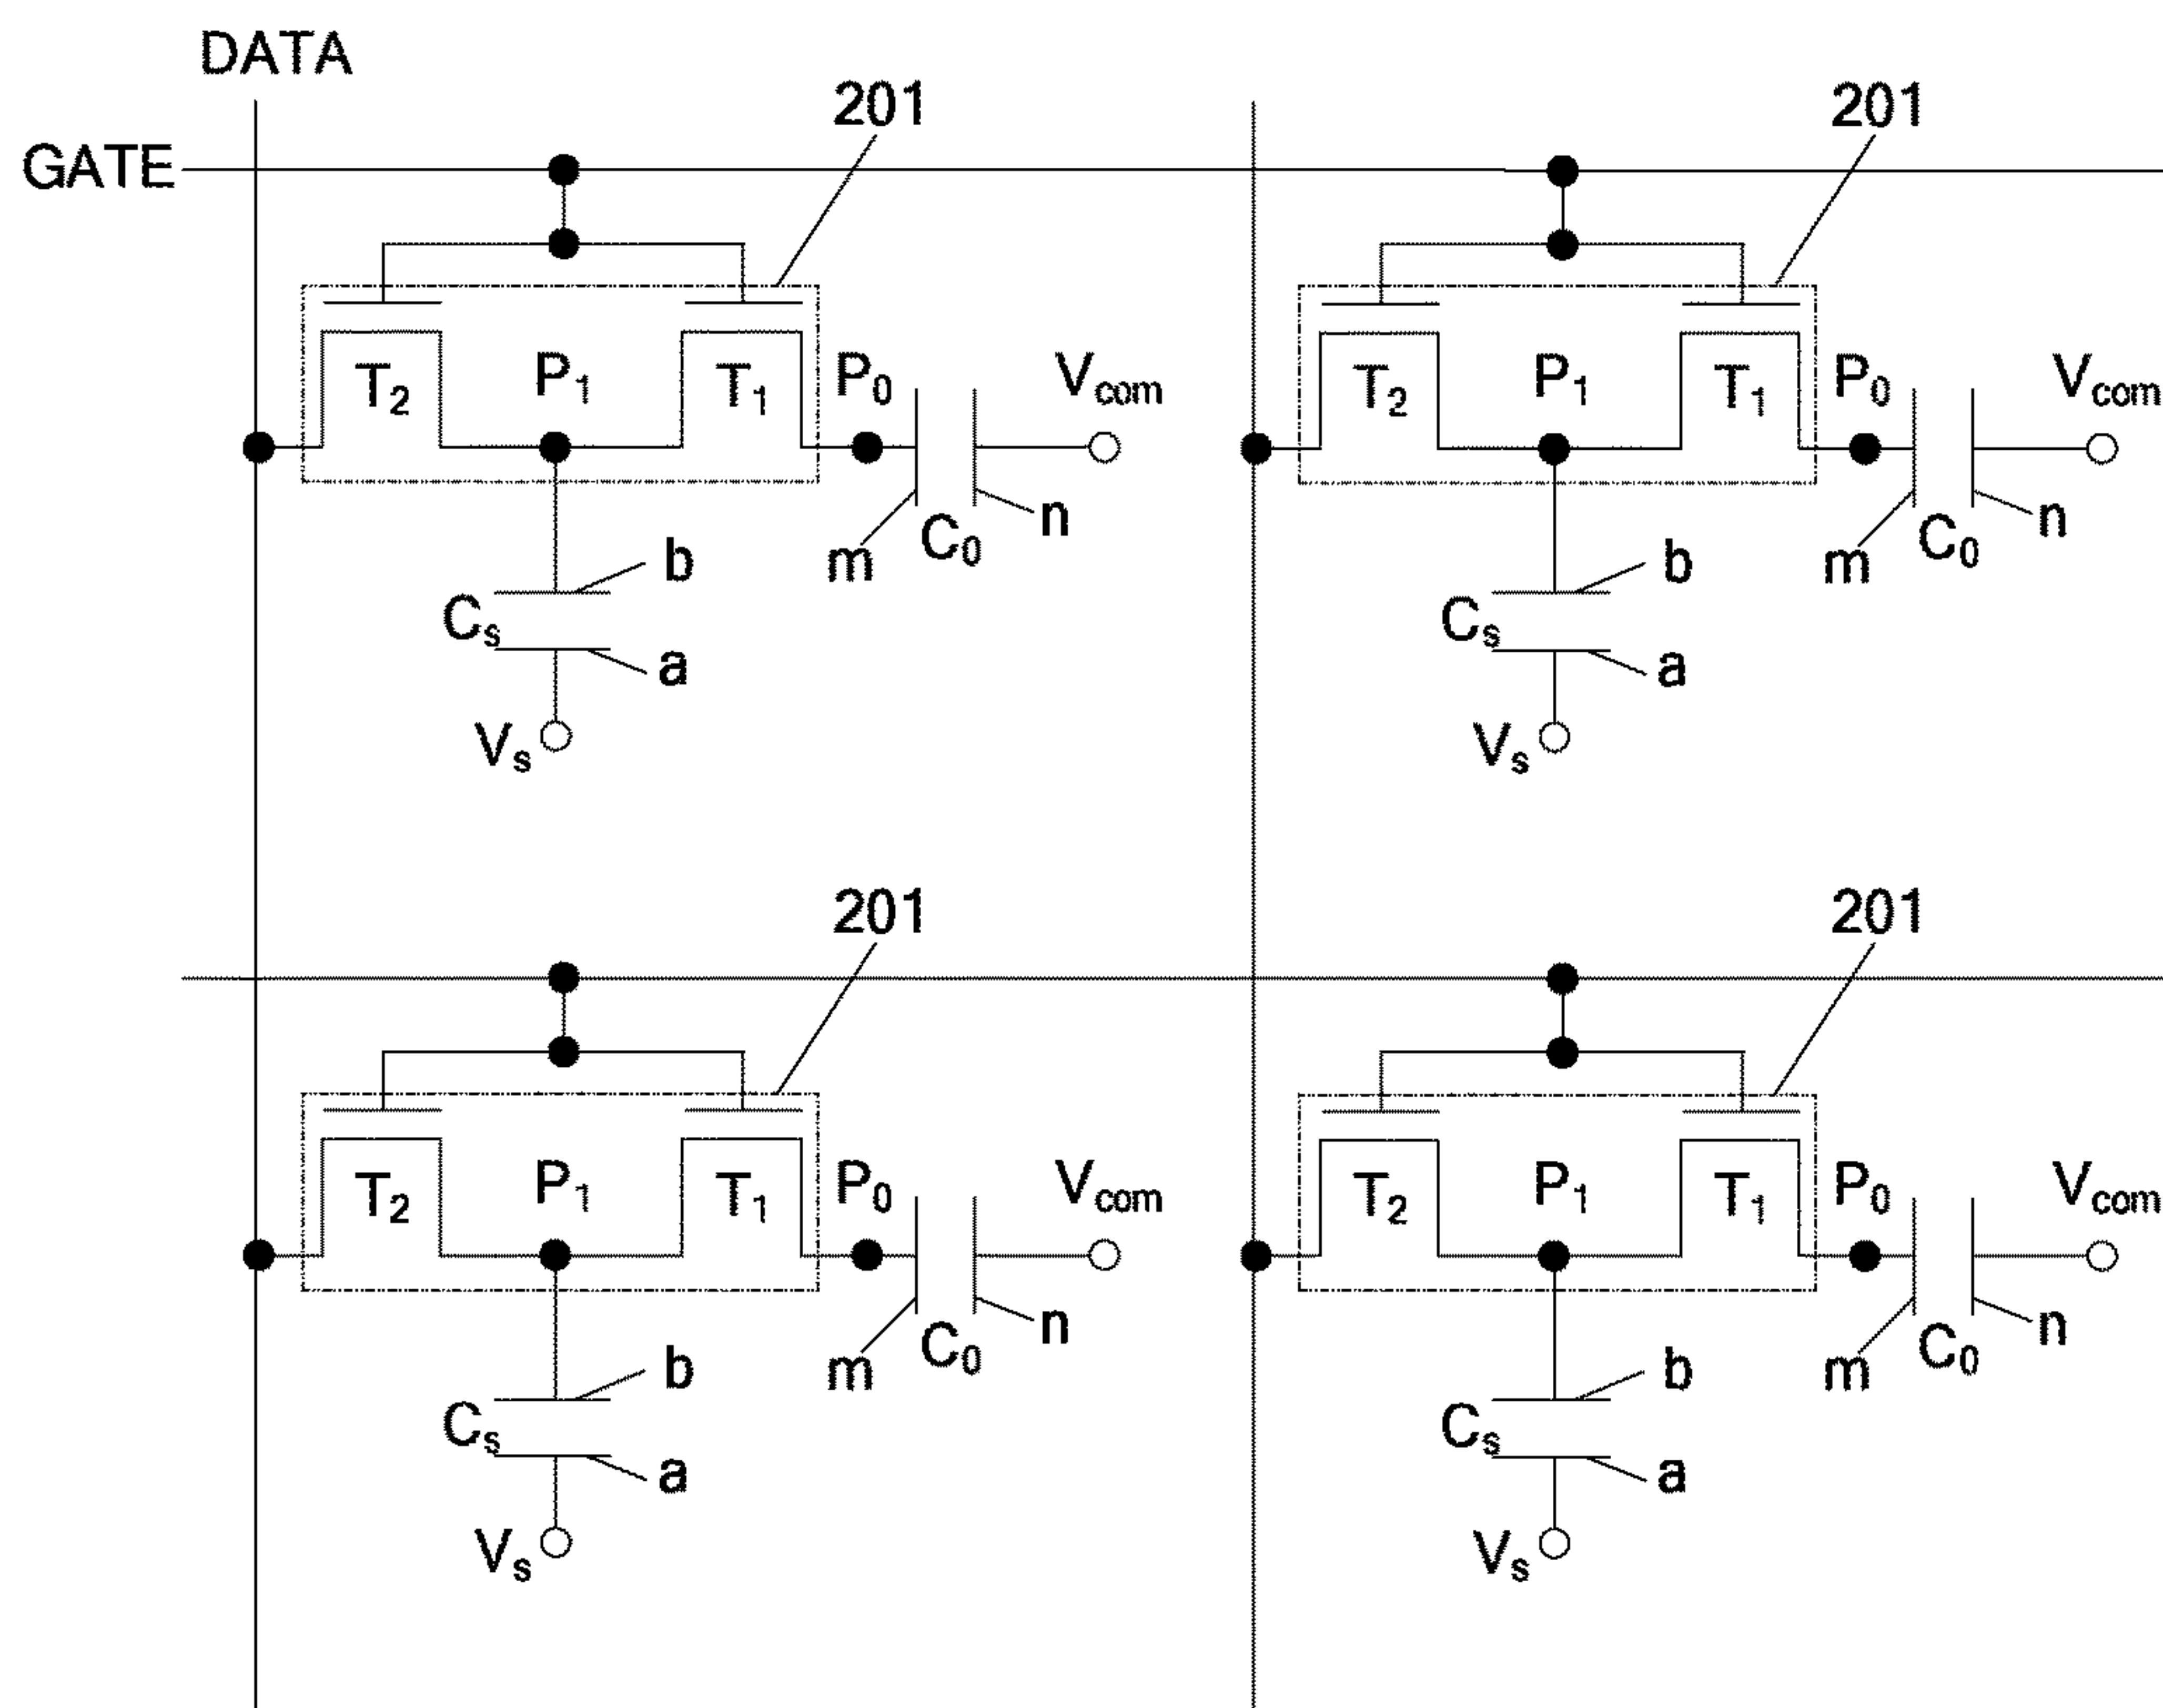 DATA
201 201
GATE
T₂ P₁ T₁ P₀ Vcom T₂ P₁ T₁ P₀ Vcom
m C₀ n m C₀ n
Cₛ b Cₛ b
a a
Vₛ Vₛ
201 201
T₂ P₁ T₁ P₀ Vcom T₂ P₁ T₁ P₀ Vcom
m C₀ n m C₀ n
Cₛ b Cₛ b
a a
Vₛ Vₛ